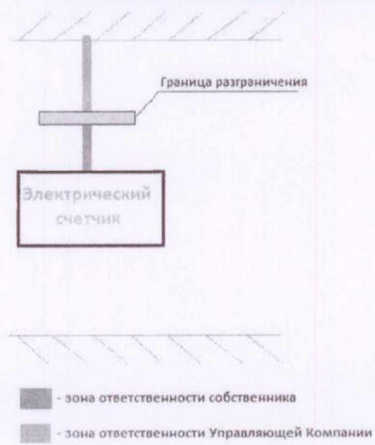 Граница разграничения
Электрический
счетчик
- зона ответственности собственника
- зона ответственности Управляющей Компании